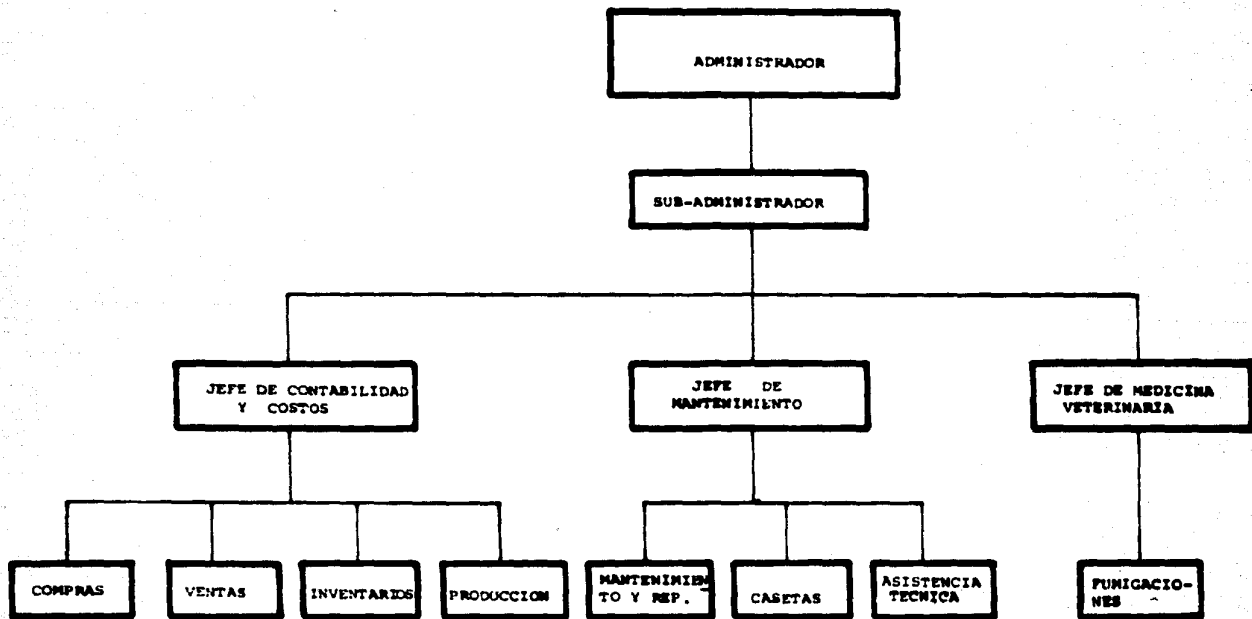 ADMINISTRADOR
SUB-ADMINISTRADOR
JEFE DE CONTABILIDAD
Y COSTOS
JEFE DE
MANTENIMIENTO
JEFE DE MEDICINA
VETERINARIA
COMPRAS
VENTAS
INVENTARIOS
PRODUCCION
MANTENIMIEN
TO Y REP.
CASETAS
ASISTENCIA
TECNICA
FUMIGACIO-
NES